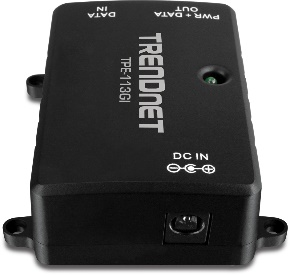 DATA
IN
PWR + DATA
OUT
TRENDNET
TPE-113GI
DC IN